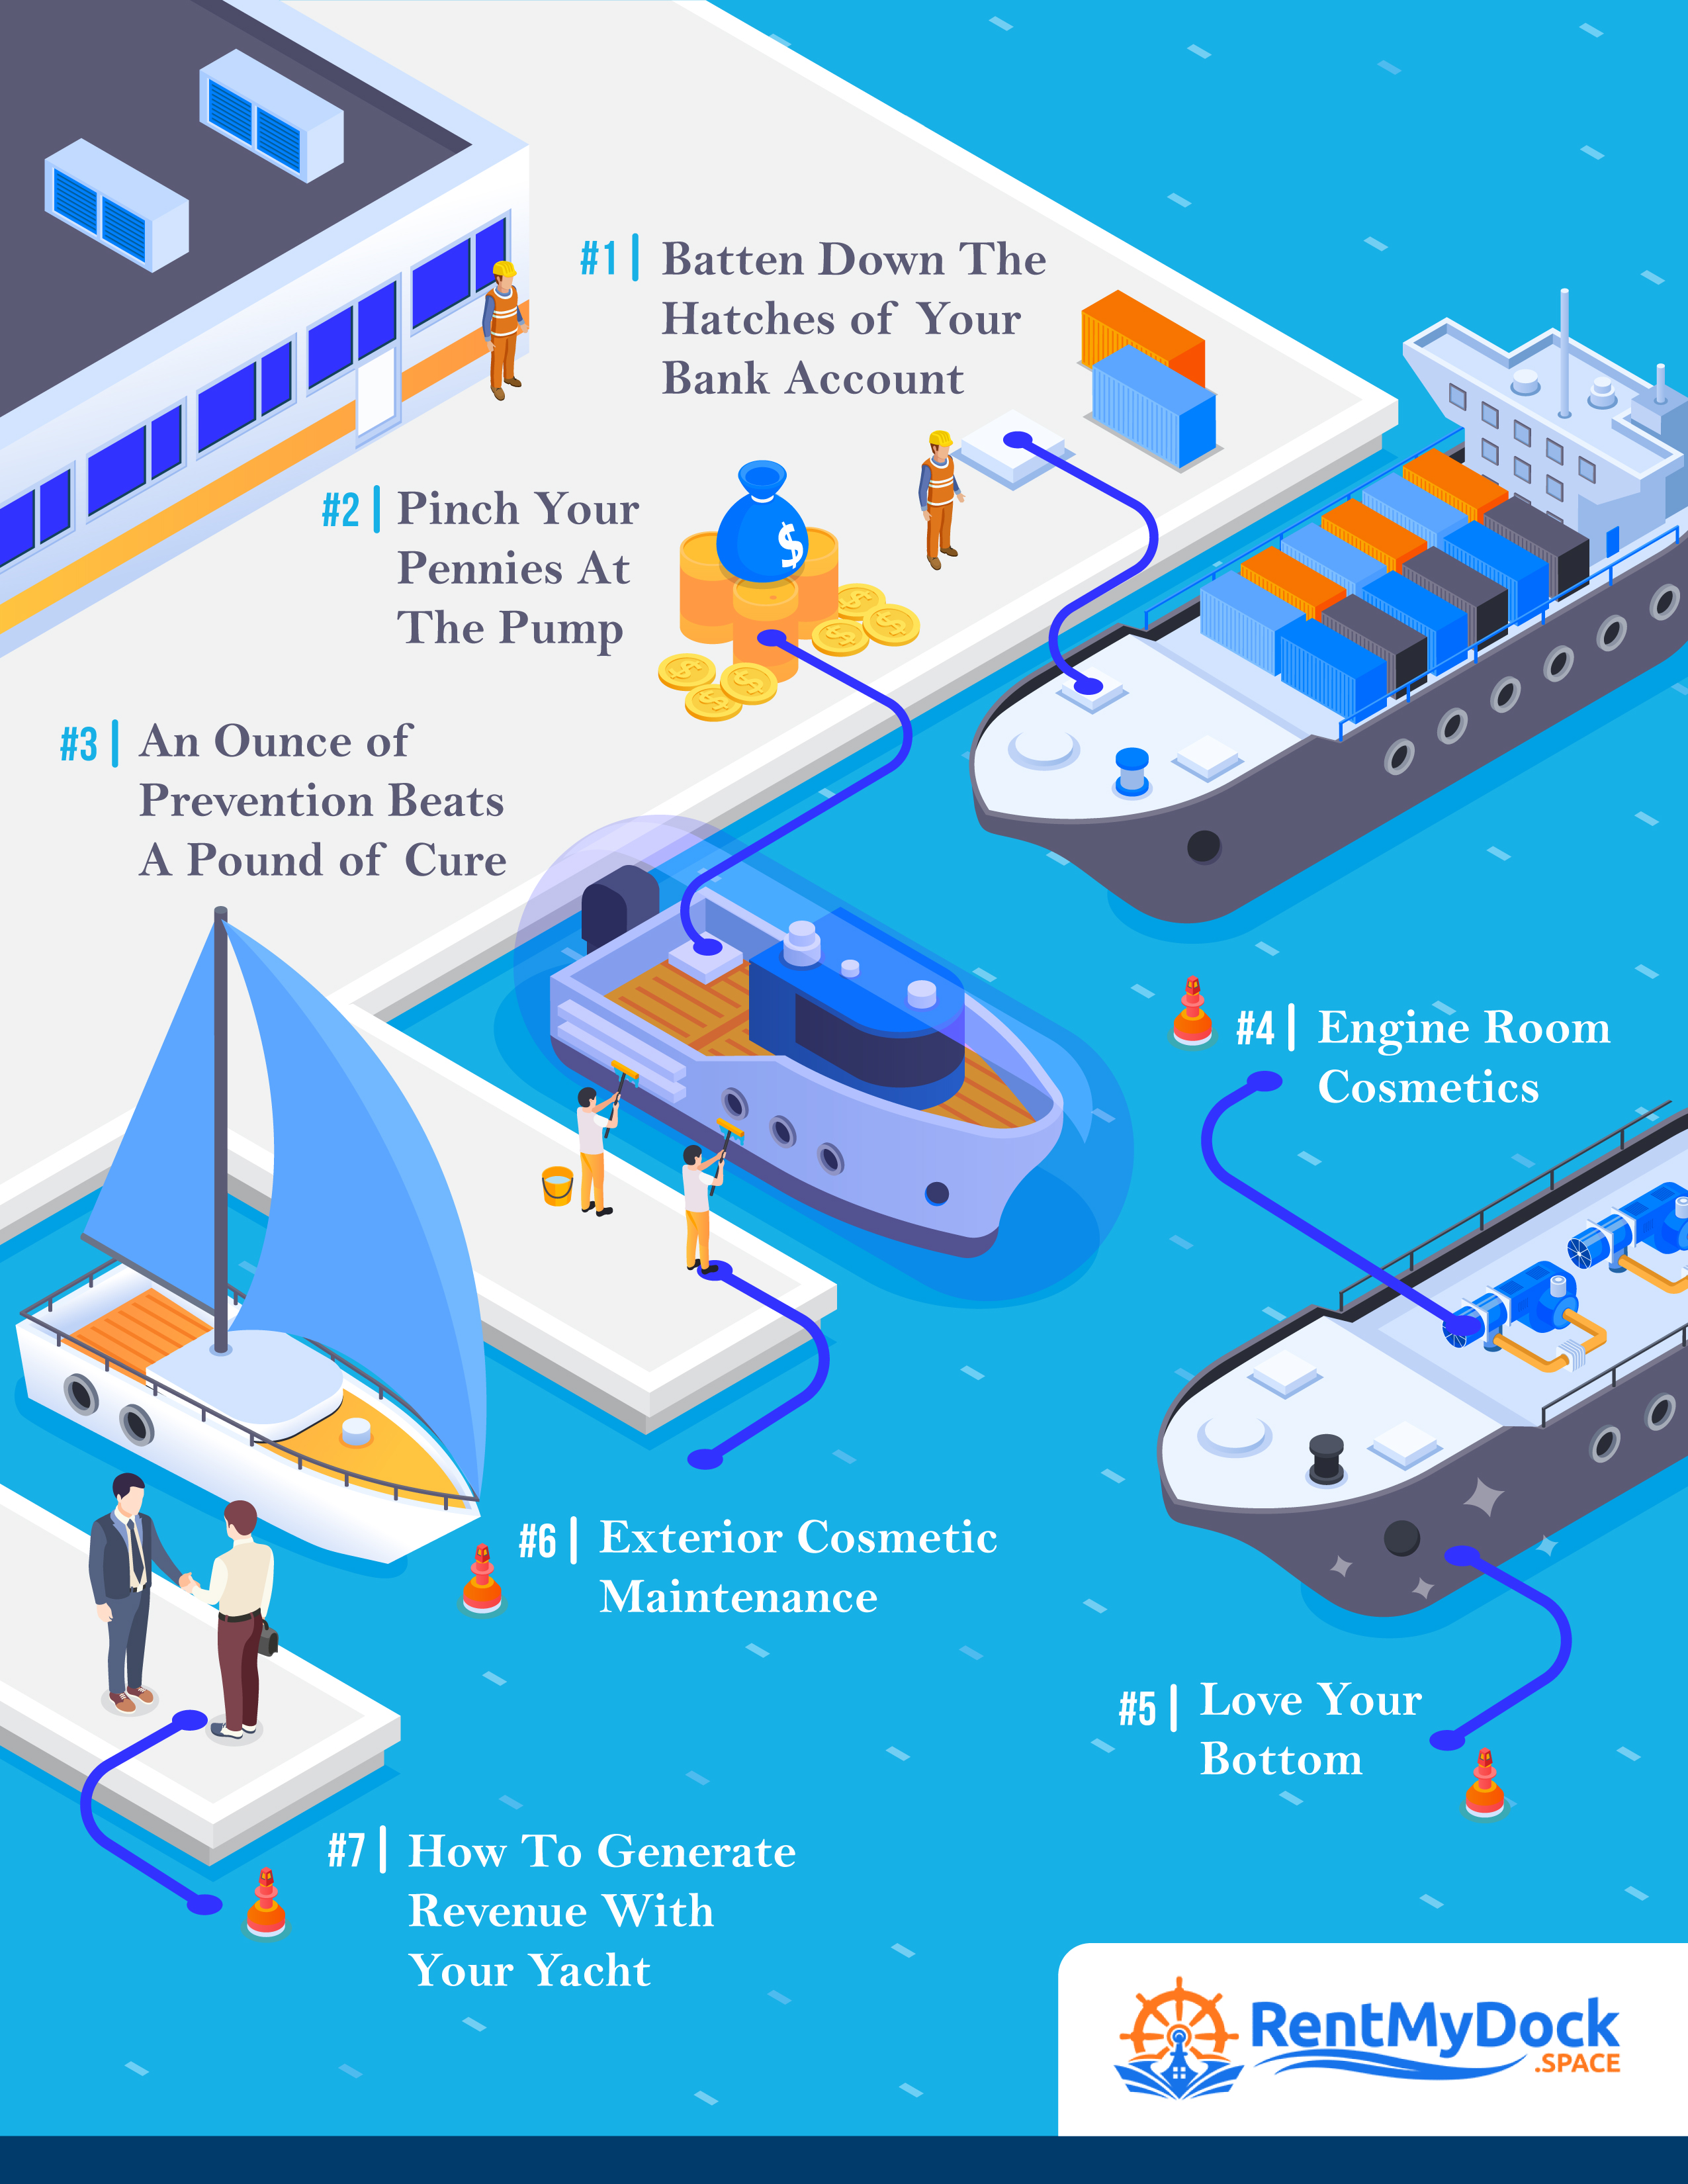 #1 | Batten Down The
Hatches of Your
Bank Account
#2 | Pinch Your
Pennies At
The Pump
$
#3 | An Ounce of
Prevention Beats
A Pound of Cure
#4 | Engine Room
Cosmetics
#6 | Exterior Cosmetic
Maintenance
#5 | Love Your
Bottom
#7 | How To Generate
Revenue With
Your Yacht
RentMyDock
.SPACE